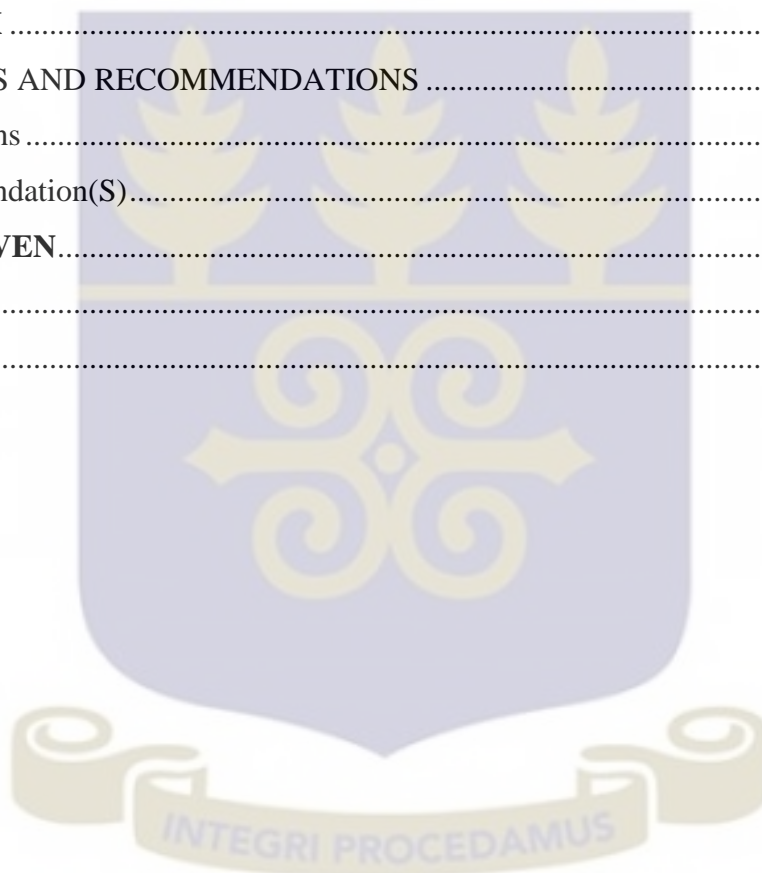 S AND RECOMMENDATIONS ....................................................
ns ..............................................................................................................
ndation(S)................................................................................................
VEN..........................................................................................................
..................................................................................................................
..................................................................................................................
INTEGRI PROCEDAMUS